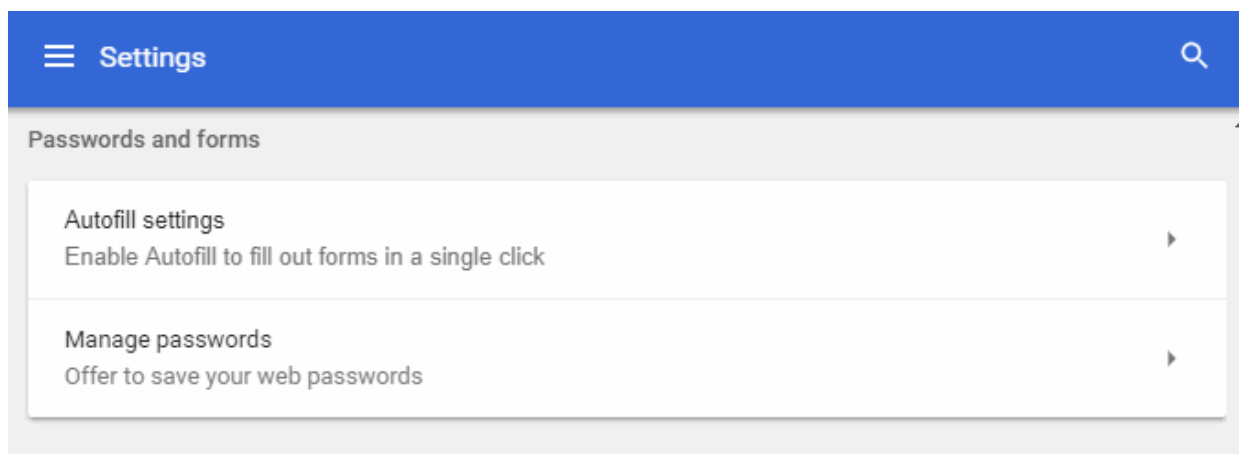 Settings
Passwords and forms
Autofill settings
Enable Autofill to fill out forms in a single click
Manage passwords
Offer to save your web passwords